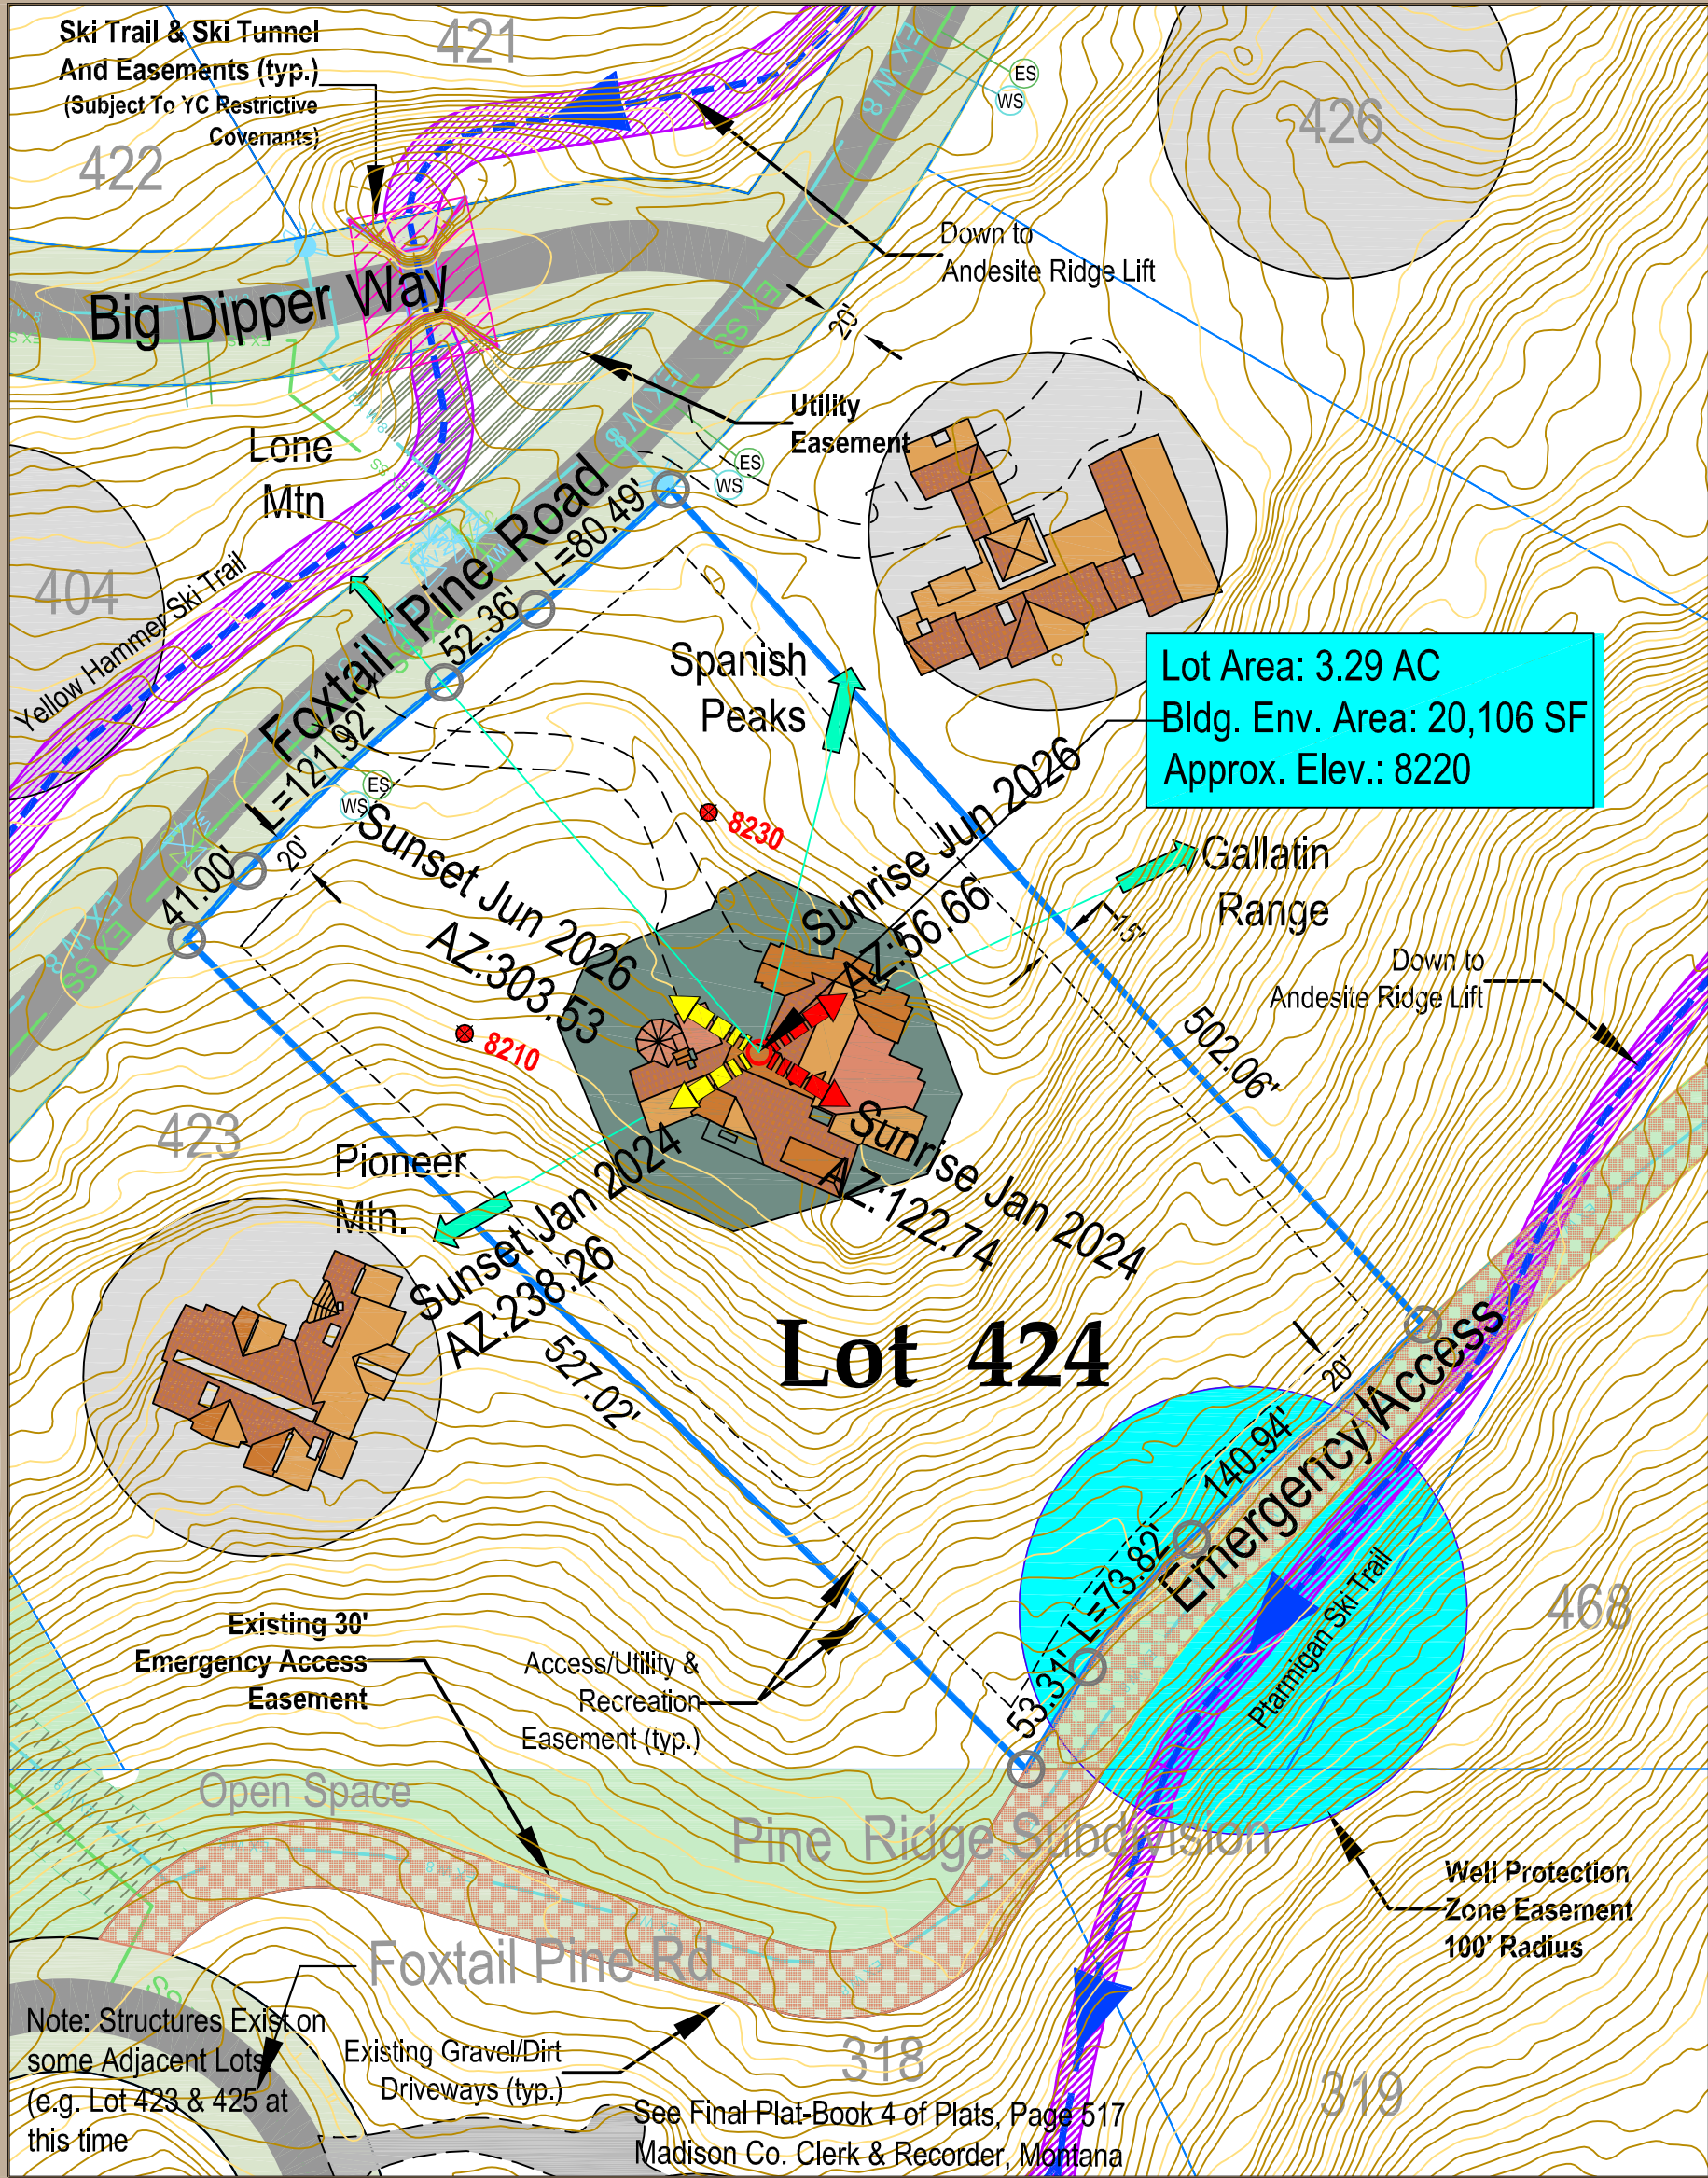 Ski Trail & Ski Tunnel
And Easements (typ.)
(Subject To YC Restrictive
Covenants)
421
422
426
ES
WS
EX W 8
Down to
Andesite Ridge Lift
Big Dipper Way
20'
EX SS
Utility
Easement
Lone
Mtn
ES
WS
404
Yellow Hammer Ski Trail
Foxtail Pine Road
L=80.49'
52.36'
L=121.92'
41.00'
20'
Spanish
Peaks
Lot Area: 3.29 AC
Bldg. Env. Area: 20,106 SF
Approx. Elev.: 8220
ES
WS
8230
Sunset Jun 2026
AZ:303.53
Sunrise Jun 2026
AZ:56.66
Gallatin
Range
15'
Down to
Andesite Ridge Lift
8210
502.06'
423
Pioneer
Mtn.
Sunset Jan 2024
AZ:238.26
Sunrise Jan 2024
AZ:122.74
527.02'
Lot 424
20'
140.94'
Emergency Access
L=73.82'
53.31'
Ptarmigan Ski Trail
468
Existing 30'
Emergency Access
Easement
Access/Utility &
Recreation
Easement (typ.)
Open Space
Pine Ridge Subdivision
Well Protection
Zone Easement
100' Radius
Foxtail Pine Rd
Note: Structures Exist on
some Adjacent Lots
(e.g. Lot 423 & 425 at
this time
Existing Gravel/Dirt
Driveways (typ.)
318
319
See Final Plat-Book 4 of Plats, Page 517
Madison Co. Clerk & Recorder, Montana